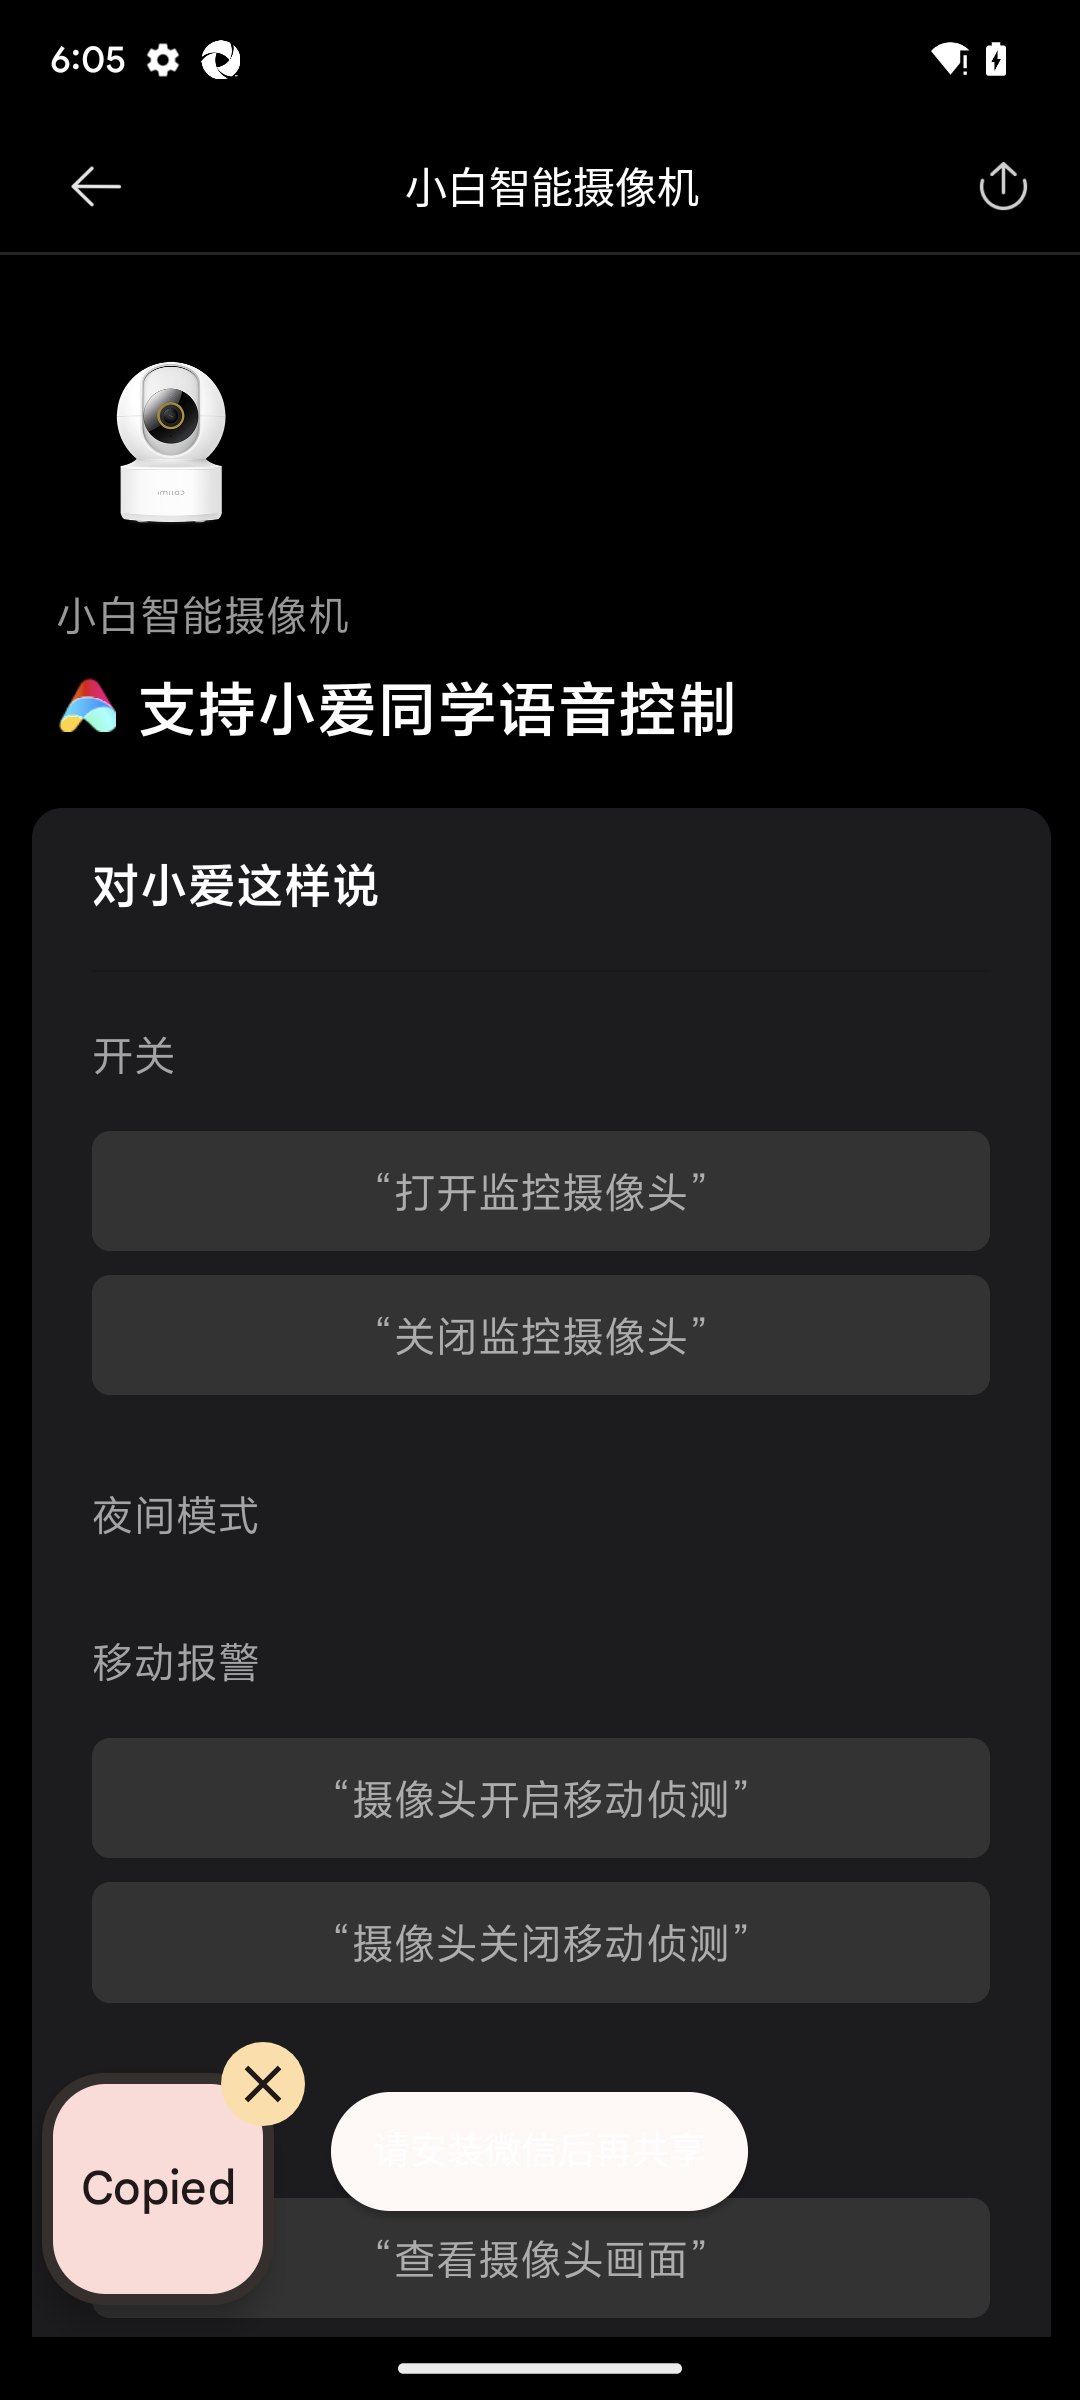 6:05
小白智能摄像机
小白智能摄像机
支持小爱同学语音控制
对小爱这样说
开关
“打开监控摄像头”
“关闭监控摄像头”
夜间模式
移动报警
“摄像头开启移动侦测”
“摄像头关闭移动侦测”
请安装微信后再共享
Copied
“查看摄像头画面”